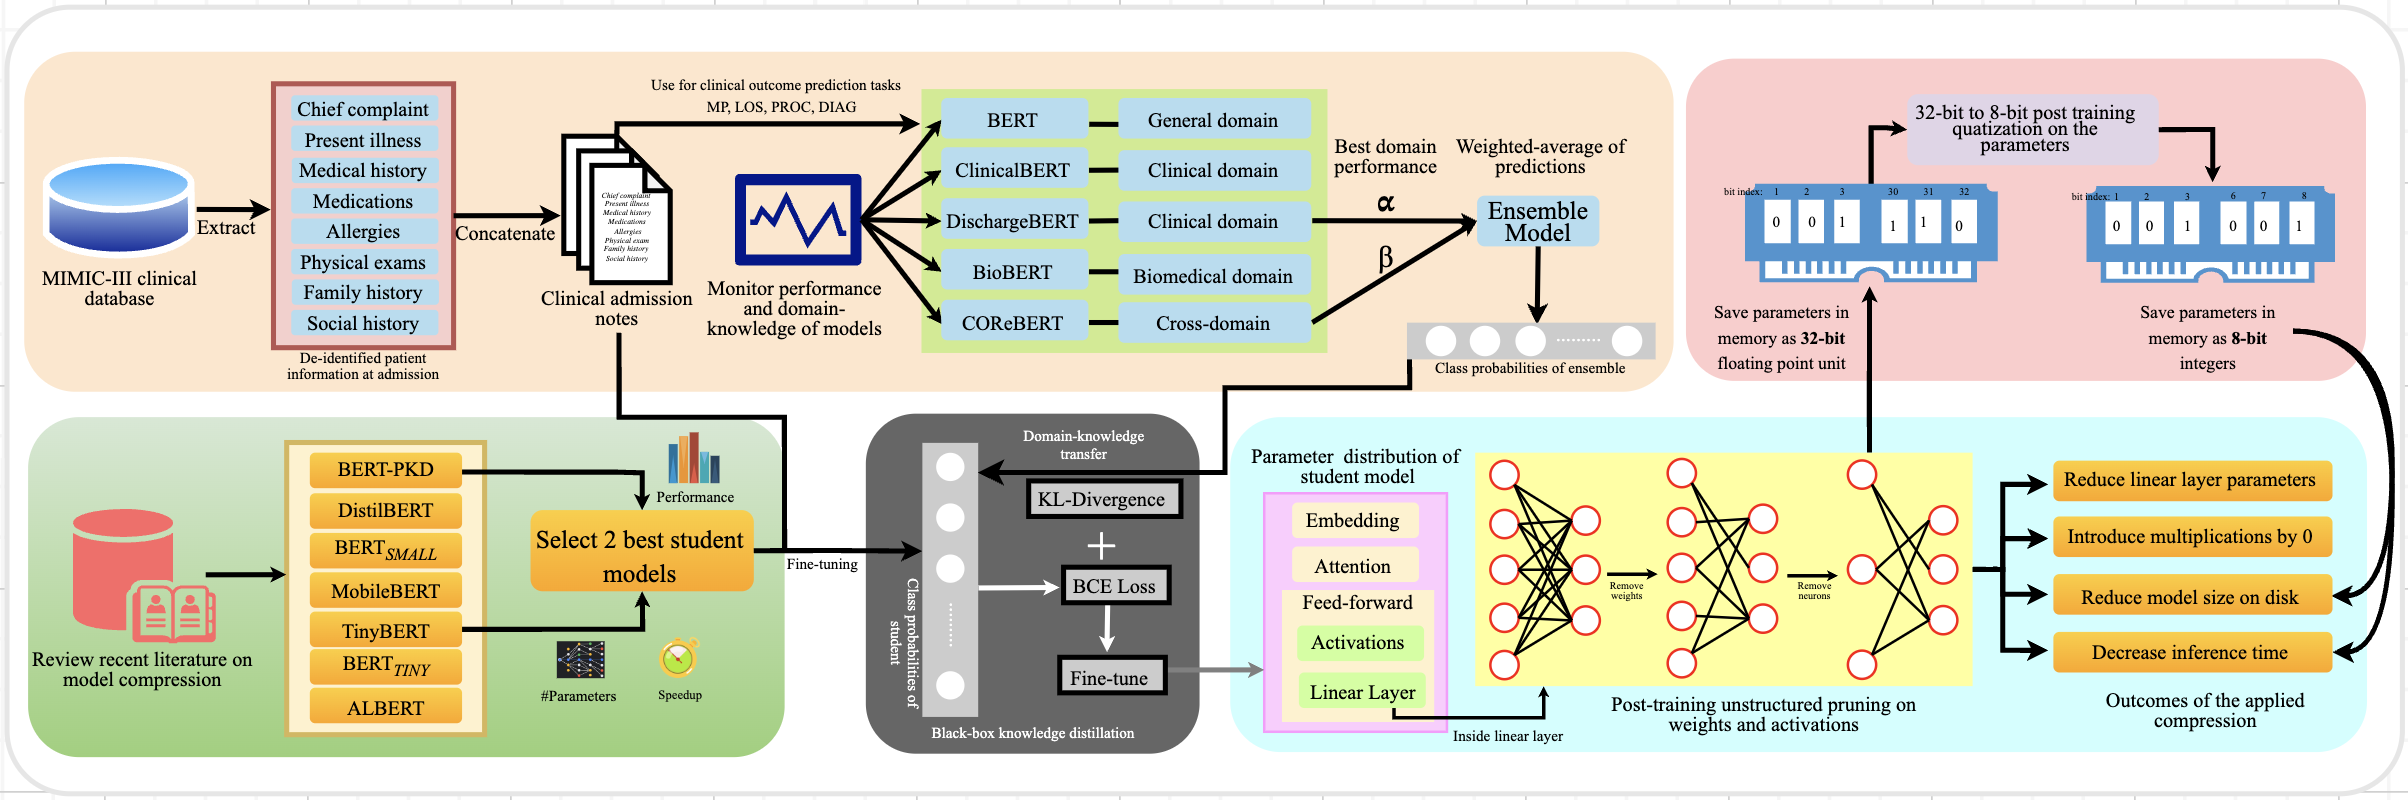 MIMIC-III clinical
database
Extract
Chief complaint
Present illness
Medical history
Medications
Allergies
Physical exams
Family history
Social history
De-identified patient
information at admission
Concatenate
Chief complaint
Present illness
Medical history
Medications
Allergies
Physical exam
Family history
Social history
Clinical admission
notes
Use for clinical outcome prediction tasks
MP, LOS, PROC, DIAG
Monitor performance
and domain-
knowledge of models
BERT
General domain
ClinicalBERT
Clinical domain
DischargeBERT
Clinical domain
BioBERT
Biomedical domain
COReBERT
Cross-domain
Best domain
performance
α
β
Weighted-average of
predictions
Ensemble
Model
Class probabilities of ensemble
32-bit to 8-bit post training
quatization on the
parameters
bit index: 1 2 3 30 31 32
0 0 1 1 1 0
Save parameters in
memory as 32-bit
floating point unit
bit index: 1 2 3 6 7 8
0 0 1 0 0 1
Save parameters in
memory as 8-bit
integers
Review recent literature on
model compression
BERT-PKD
DistilBERT
BERTSMALL
MobileBERT
TinyBERT
BERTTINY
ALBERT
Performance
Select 2 best student
models
#Parameters
Speedup
Fine-tuning
Class probabilities of
student
Domain-knowledge
transfer
KL-Divergence
+
BCE Loss
Fine-tune
Black-box knowledge distillation
Parameter distribution of
student model
Embedding
Attention
Feed-forward
Activations
Linear Layer
Inside linear layer
Remove
weights
Remove
neurons
Post-training unstructured pruning on
weights and activations
Reduce linear layer parameters
Introduce multiplications by 0
Reduce model size on disk
Decrease inference time
Outcomes of the applied
compression